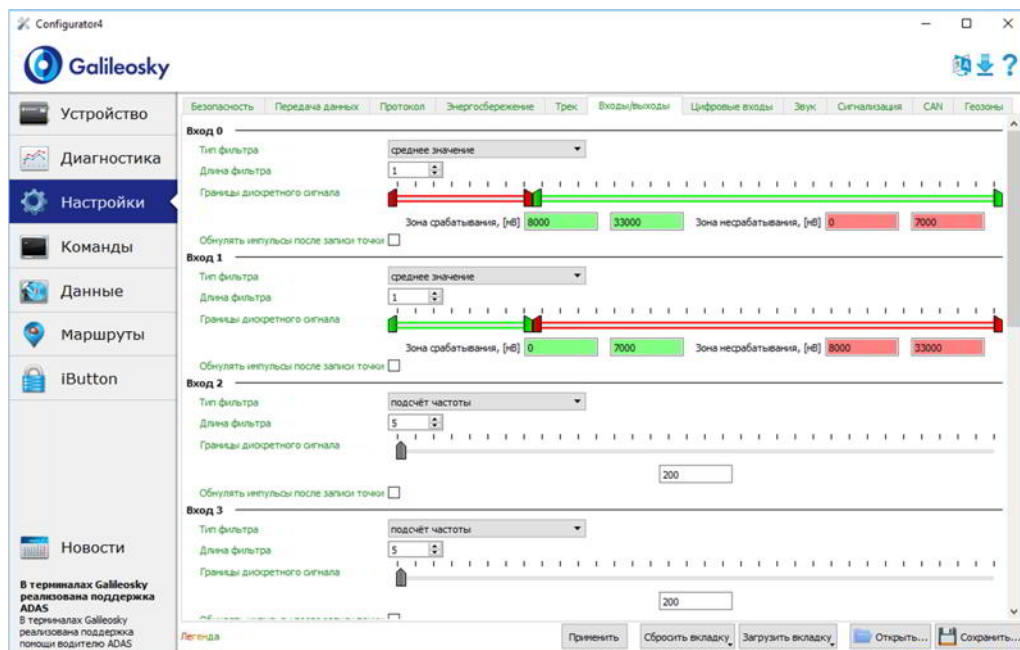 Configurator4
Galileosky
Устройство
Диагностика
Настройки
Команды
Данные
Маршруты
iButton
Новости
В терминалах Galileosky
реализована поддержка
ADAS
В терминалах Galileosky
реализована поддержка
помощи водителю ADAS
Безопасность Передача данных Протокол Энергосбережение Трек Входы/выходы Цифровые входы Звук Сигнализация CAN Геозоны
Вход 0
Тип фильтра среднее значение
Длина фильтра 1
Границы дискретного сигнала
Зона срабатывания, [мВ] 8000 33000 Зона несрабатывания, [мВ] 0 7000
Обнулять импульсы после записи точки
Вход 1
Тип фильтра среднее значение
Длина фильтра 1
Границы дискретного сигнала
Зона срабатывания, [мВ] 0 7000 Зона несрабатывания, [мВ] 8000 33000
Обнулять импульсы после записи точки
Вход 2
Тип фильтра подсчёт частоты
Длина фильтра 5
Границы дискретного сигнала
200
Обнулять импульсы после записи точки
Вход 3
Тип фильтра подсчёт частоты
Длина фильтра 5
Границы дискретного сигнала
200
Легенда Применить Сбросить вкладку Загрузить вкладку Открыть... Сохранить...